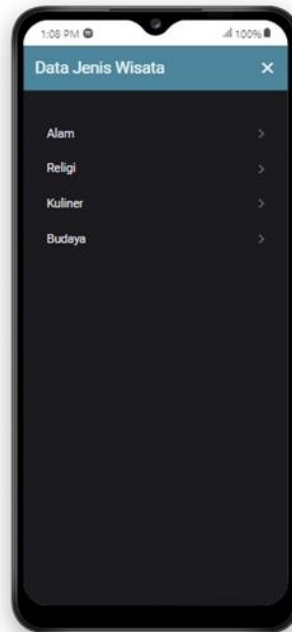 1:08 PM 100%
Data Jenis Wisata ×
Alam
Religi
Kuliner
Budaya